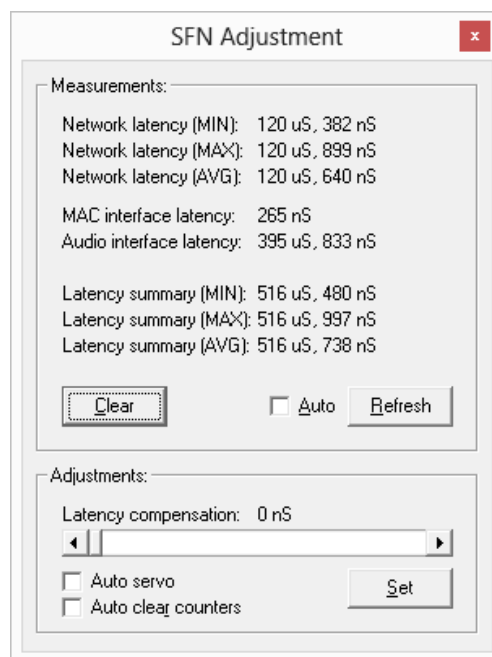 SFN Adjustment x
Measurements:
Network latency (MIN): 120 uS, 382 nS
Network latency (MAX): 120 uS, 899 nS
Network latency (AVG): 120 uS, 640 nS
MAC interface latency: 265 nS
Audio interface latency: 395 uS, 833 nS
Latency summary (MIN): 516 uS, 480 nS
Latency summary (MAX): 516 uS, 997 nS
Latency summary (AVG): 516 uS, 738 nS
Clear Auto Refresh
Adjustments:
Latency compensation: 0 nS
Auto servo
Set
Auto clear counters